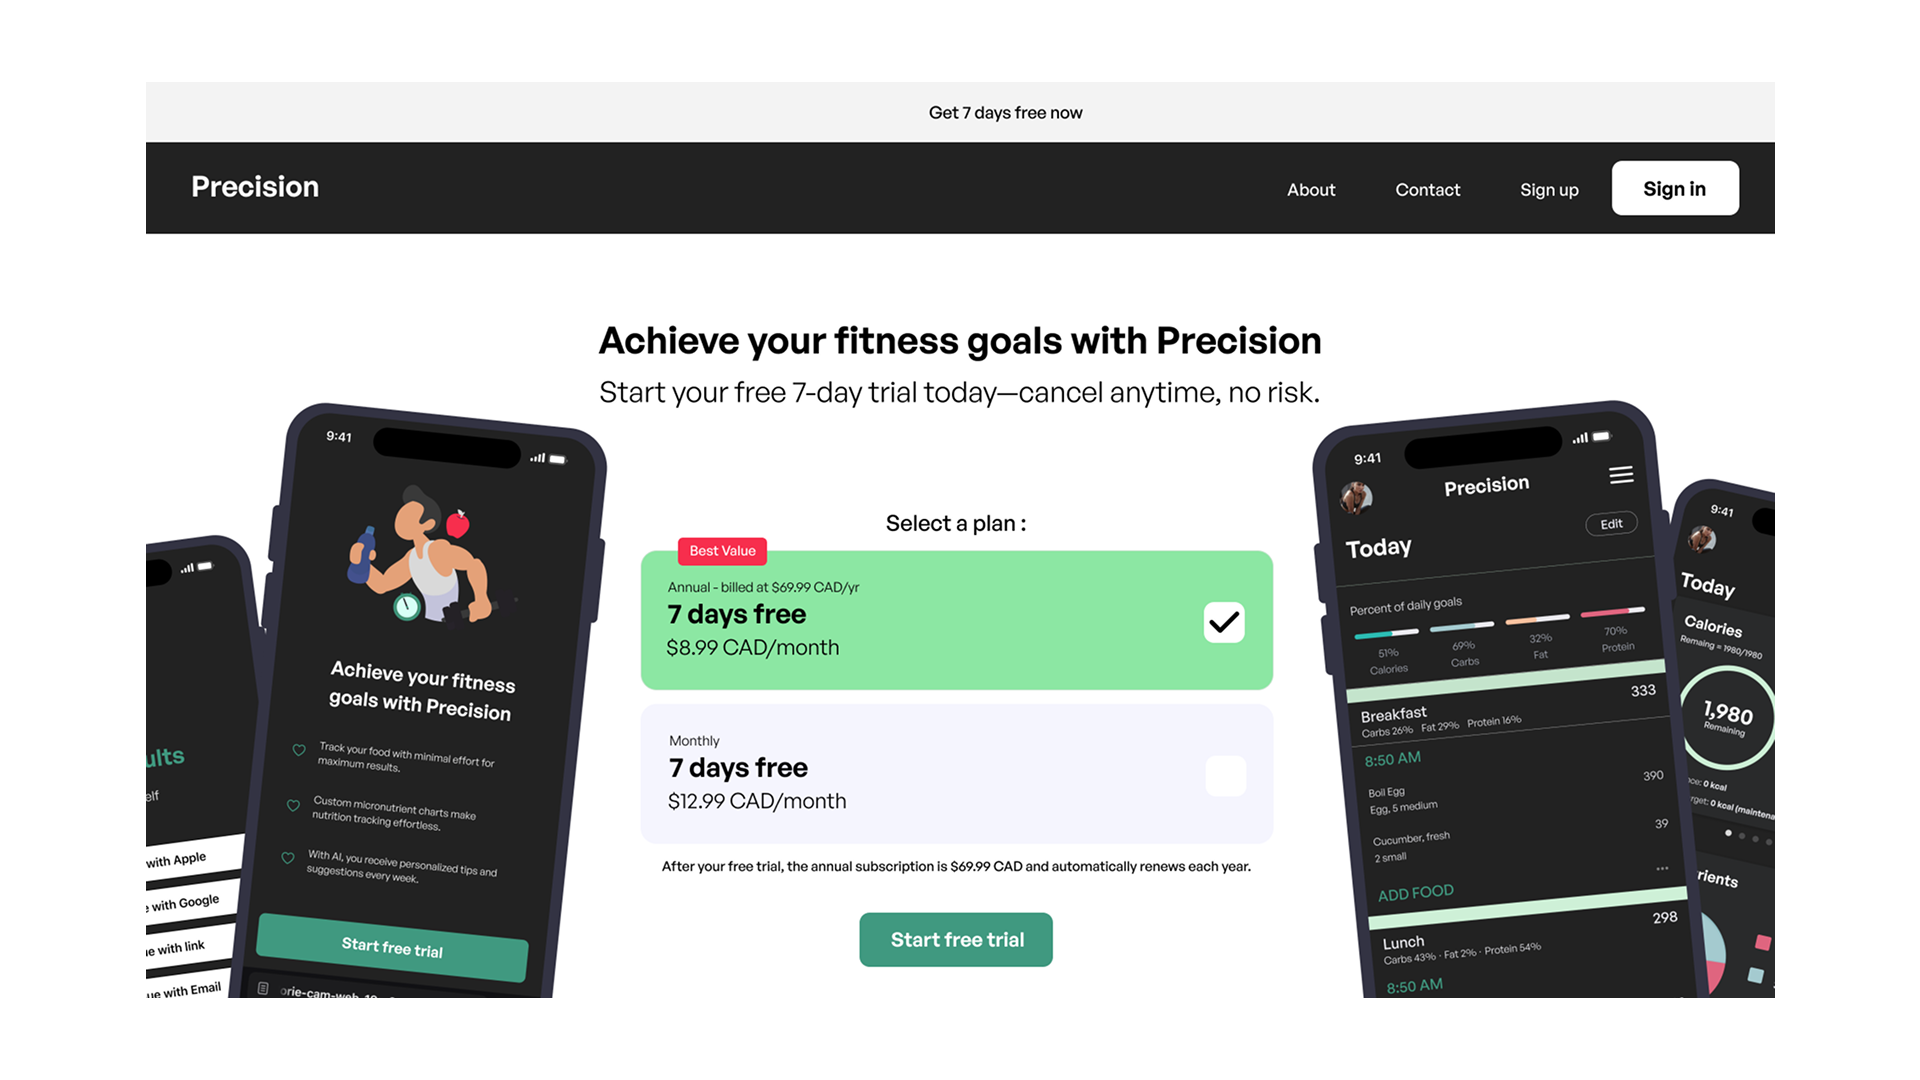 Get 7 days free now
Precision
About
Contact
Sign up
Sign in
Achieve your fitness goals with Precision
Start your free 7-day trial today—cancel anytime, no risk.
Select a plan :
Best Value
Annual - billed at $69.99 CAD/yr
7 days free
$8.99 CAD/month
Monthly
7 days free
$12.99 CAD/month
After your free trial, the annual subscription is $69.99 CAD and automatically renews each year.
Start free trial
with Apple
with Google
with link
with Email
9:41
Achieve your fitness
goals with Precision
Track your food with minimal effort for
maximum results.
Custom micronutrient charts make
nutrition tracking effortless.
With AI, you receive personalized tips and
suggestions every week.
Start free trial
9:41
Precision
Edit
Today
Percent of daily goals
51%
Calories
69%
Carbs
32%
Fat
70%
Protein
333
Breakfast
Carbs 26% Fat 29% Protein 16%
8:50 AM
390
Boil Egg
Egg, 5 medium
39
Cucumber, fresh
2 small
ADD FOOD
298
Lunch
Carbs 43% · Fat 2% · Protein 54%
8:50 AM
9:41
Today
Calories
Remaing = 1980/1980
1,980
Remaining
0 kcal
0 kcal